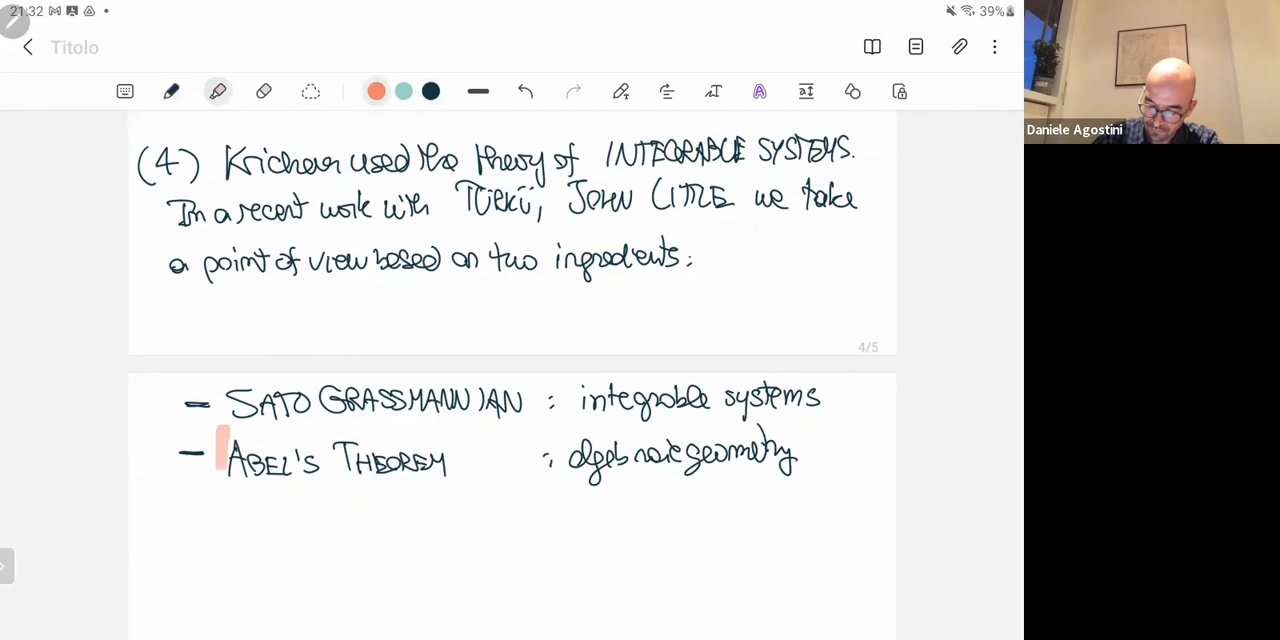 21:32
39%
Titolo
Daniele Agostini
(4) Krichever used the theory of INTEGRABLE SYSTEMS.
In a recent work with TÜRKÜ, JOHN LITTLE we take
a point of view based on two ingredients:
4/5
- SATO GRASSMANNIAN : integrable systems
- ABEL'S THEOREM : algebraic geometry